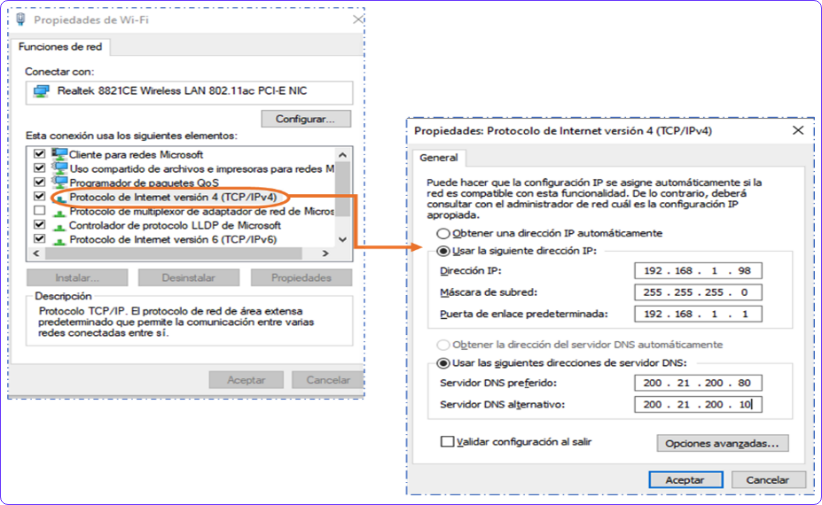 Propiedades de Wi-Fi
Funciones de red
Conectar con:
Realtek 8821CE Wireless LAN 802.11ac PCI-E NIC
Configurar...
Esta conexión usa los siguientes elementos:
Cliente para redes Microsoft
Uso compartido de archivos e impresoras para redes M
Programador de paquetes QoS
Protocolo de Internet versión 4 (TCP/IPv4)
Protocolo de multiplexor de adaptador de red de Micros
Controlador de protocolo LLDP de Microsoft
Protocolo de Internet versión 6 (TCP/IPv6)
Instalar...
Desinstalar
Propiedades
Descripción
Protocolo TCP/IP. El protocolo de red de área extensa
predeterminado que permite la comunicación entre varias
redes conectadas entre sí.
Aceptar
Cancelar
Propiedades: Protocolo de Internet versión 4 (TCP/IPv4)
General
Puede hacer que la configuración IP se asigne automáticamente si la
red es compatible con esta funcionalidad. De lo contrario, deberá
consultar con el administrador de red cuál es la configuración IP
apropiada.
Obtener una dirección IP automáticamente
Usar la siguiente dirección IP:
Dirección IP: 192 . 168 . 1 . 98
Máscara de subred: 255 . 255 . 255 . 0
Puerta de enlace predeterminada: 192 . 168 . 1 . 1
Obtener la dirección del servidor DNS automáticamente
Usar las siguientes direcciones de servidor DNS:
Servidor DNS preferido: 200 . 21 . 200 . 80
Servidor DNS alternativo: 200 . 21 . 200 . 10
Validar configuración al salir
Opciones avanzadas...
Aceptar
Cancelar